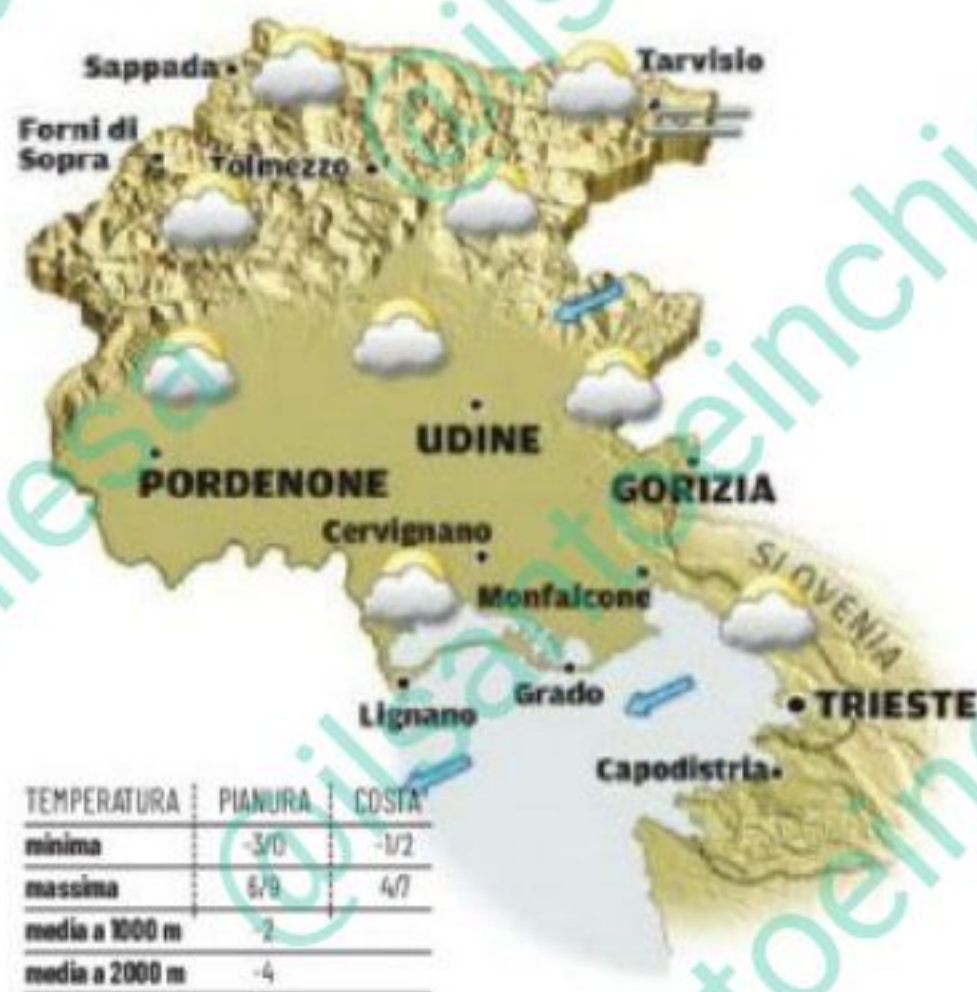 Sappada
Tarvisio
Forni di
Sopra
Tolmezzo
UDINE
PORDENONE
GORIZIA
Cervignano
SLOVENIA
Monfalcone
Grado
Lignano
TRIESTE
Capodistria
TEMPERATURA PIANURA COSTA
minima -3/0 -1/2
massima 6/9 4/7
media a 1000 m 2
media a 2000 m -4